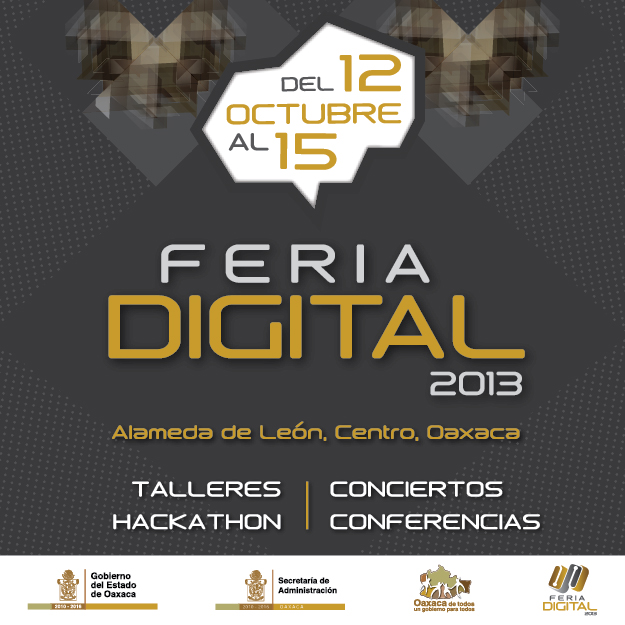 DEL 12
OCTUBRE
AL 15
FERIA
DIGITAL
2013
Alameda de León, Centro, Oaxaca
TALLERES
HACKATHON
CONCIERTOS
CONFERENCIAS
Gobierno
del Estado
de Oaxaca
2010 - 2016
Secretaría de
Administración
2010 - 2016
OAXACA
Oaxaca de todos
un gobierno para todos
FERIA
DIGITAL
2013